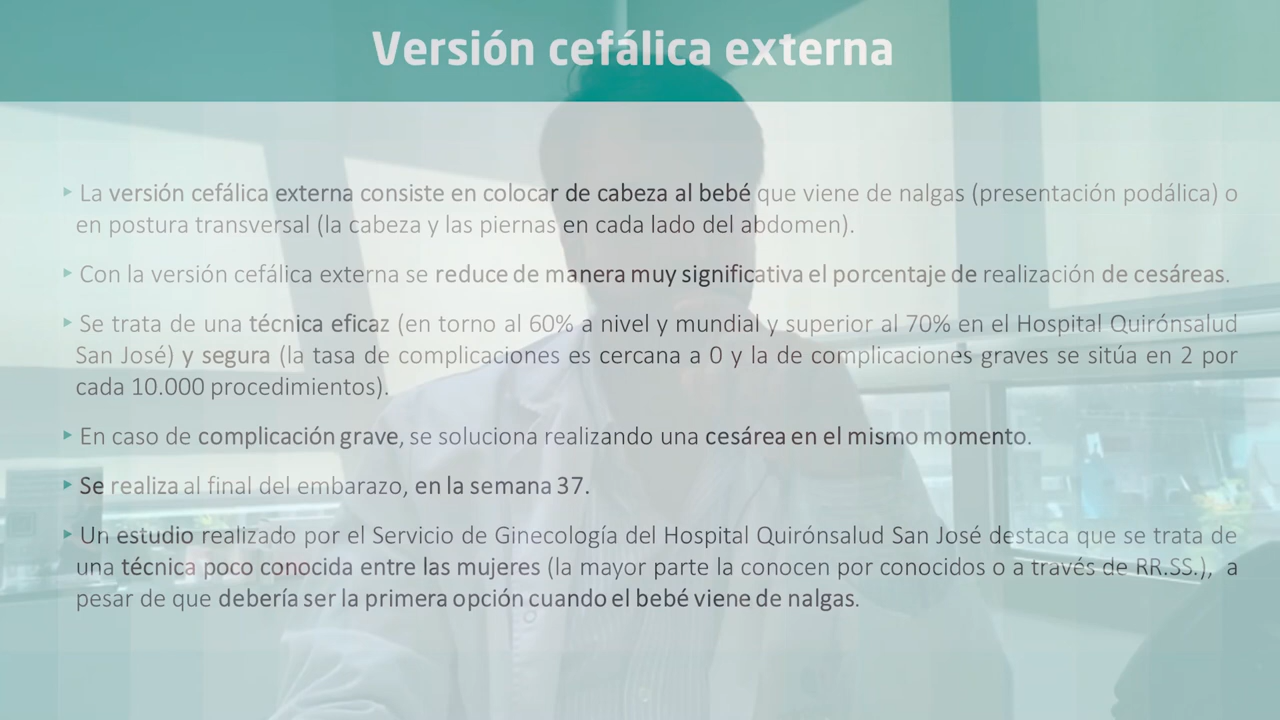 Versión cefálica externa
▸ La versión cefálica externa consiste en colocar de cabeza al bebé que viene de nalgas (presentación podálica) o
en postura transversal (la cabeza y las piernas en cada lado del abdomen).
▸ Con la versión cefálica externa se reduce de manera muy significativa el porcentaje de realización de cesáreas.
▸ Se trata de una técnica eficaz (en torno al 60% a nivel y mundial y superior al 70% en el Hospital Quirónsalud
San José) y segura (la tasa de complicaciones es cercana a 0 y la de complicaciones graves se sitúa en 2 por
cada 10.000 procedimientos).
▸ En caso de complicación grave, se soluciona realizando una cesárea en el mismo momento.
▸ Se realiza al final del embarazo, en la semana 37.
▸ Un estudio realizado por el Servicio de Ginecología del Hospital Quirónsalud San José destaca que se trata de
una técnica poco conocida entre las mujeres (la mayor parte la conocen por conocidos o a través de RR.SS.), a
pesar de que debería ser la primera opción cuando el bebé viene de nalgas.